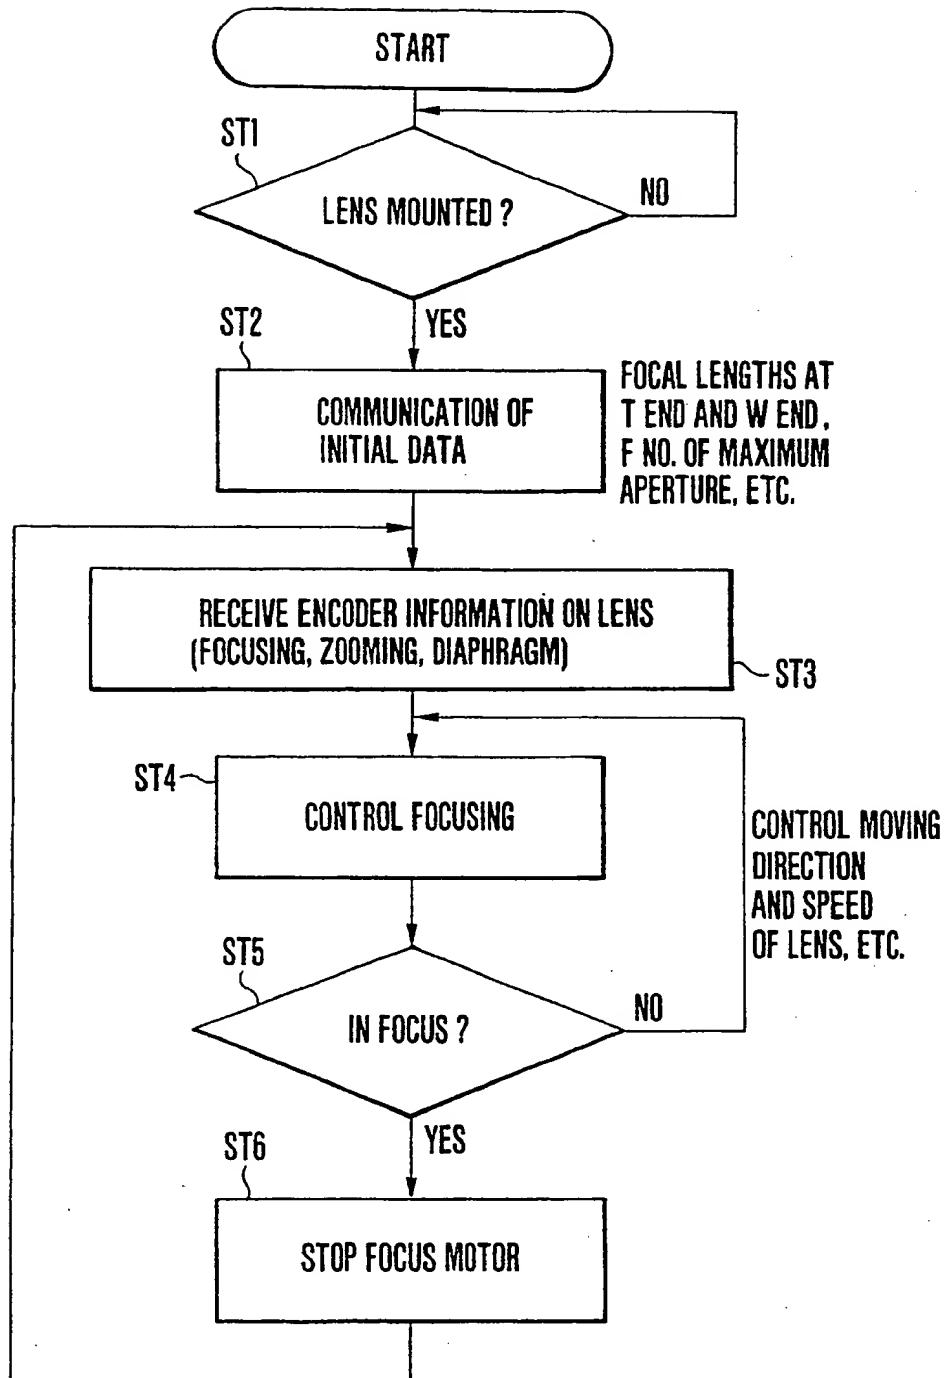 START
ST1
LENS MOUNTED ?
NO
YES
ST2
COMMUNICATION OF
INITIAL DATA
FOCAL LENGTHS AT
T END AND W END,
F NO. OF MAXIMUM
APERTURE, ETC.
RECEIVE ENCODER INFORMATION ON LENS
(FOCUSING, ZOOMING, DIAPHRAGM)
ST3
ST4
CONTROL FOCUSING
CONTROL MOVING
DIRECTION
AND SPEED
OF LENS, ETC.
ST5
IN FOCUS ?
NO
YES
ST6
STOP FOCUS MOTOR